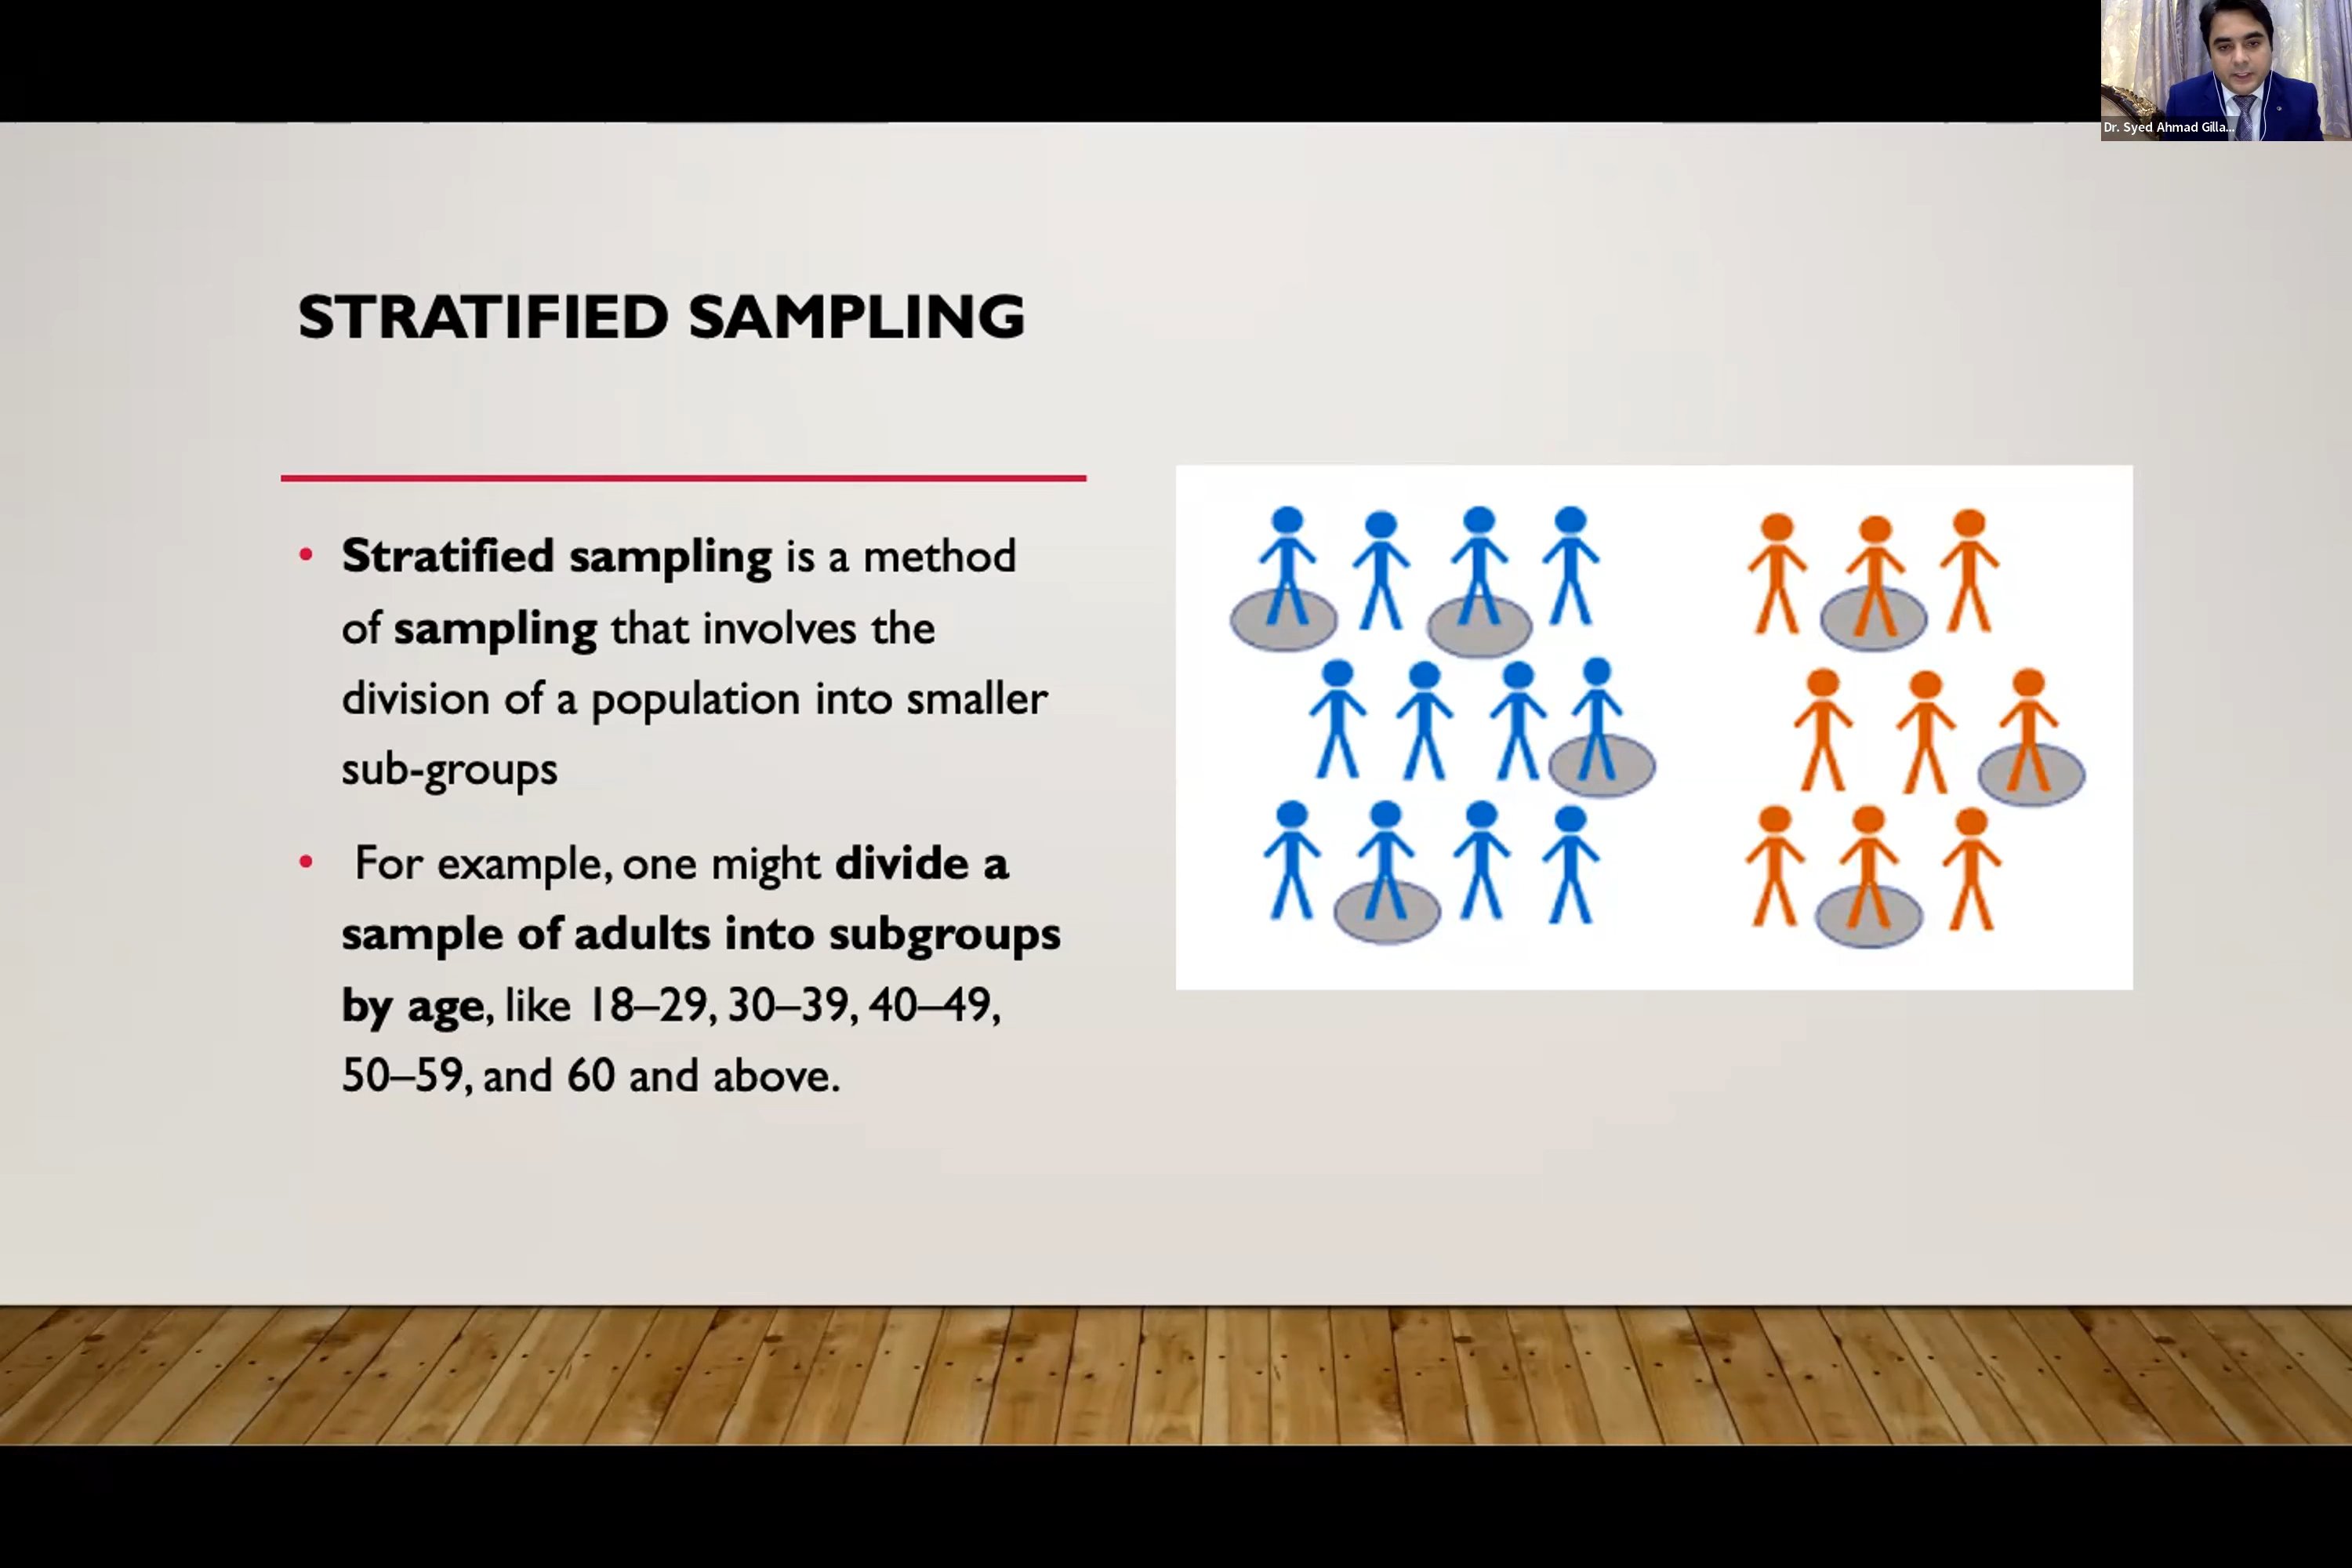 Dr. Syed Ahmad Gilla...
STRATIFIED SAMPLING
• Stratified sampling is a method
of sampling that involves the
division of a population into smaller
sub-groups
• For example, one might divide a
sample of adults into subgroups
by age, like 18–29, 30–39, 40–49,
50–59, and 60 and above.